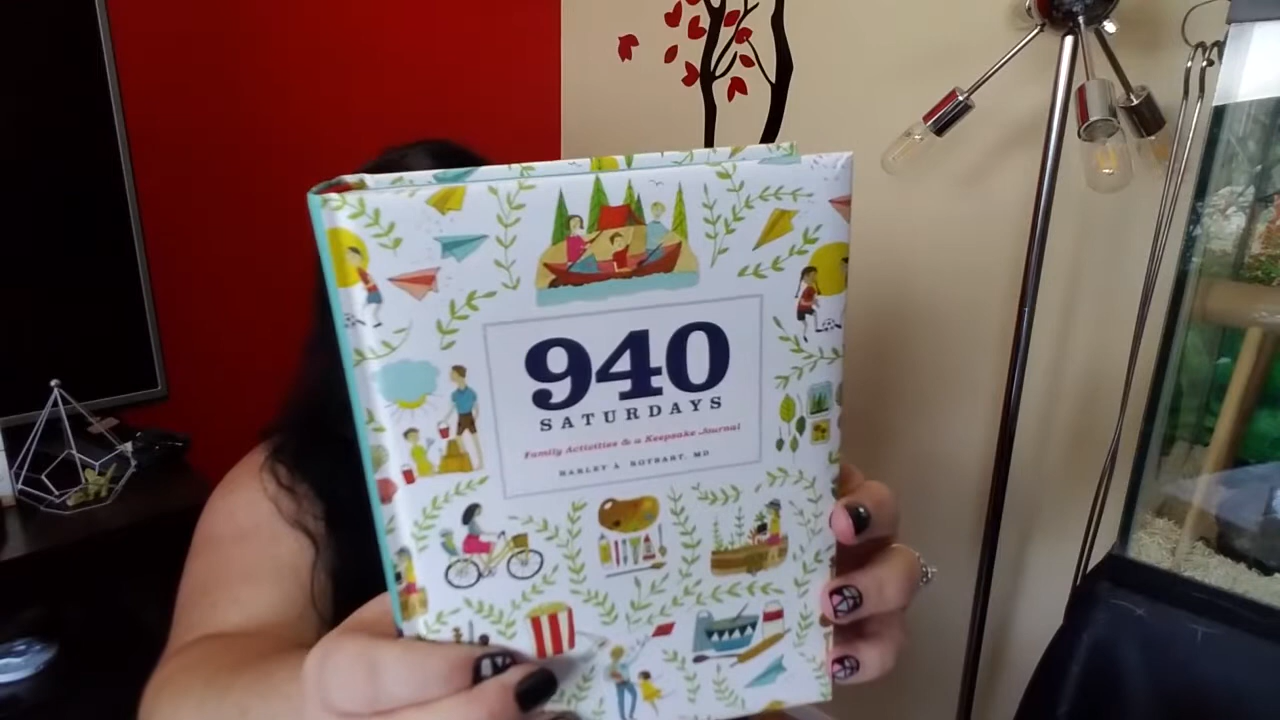 940
SATURDAYS
Family Activities & a Keepsake Journal
HARLEY A. ROTBART, MD